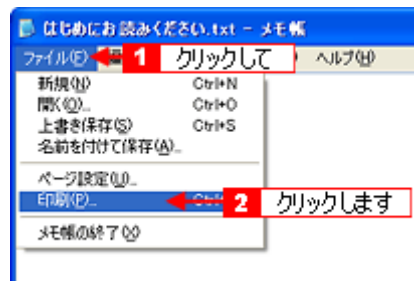 はじめにお読みください.txt - メモ帳
ファイル(F) 1 クリックして ヘルプ(H)
新規(N) Ctrl+N
開く(O)... Ctrl+O
上書き保存(S) Ctrl+S
名前を付けて保存(A)...
ページ設定(U)...
印刷(P)... 2 クリックします
メモ帳の終了(X)